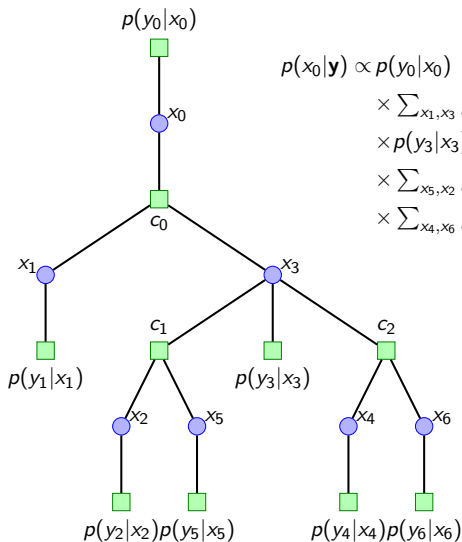 p(y₀|x₀)
p(x₀|𝐲) ∝ p(y₀|x₀)
x₀
× ∑ₓ₁,ₓ₃
× p(y₃|x₃)
× ∑ₓ₅,ₓ₂
× ∑ₓ₄,ₓ₆
c₀
x₁
x₃
c₁
c₂
p(y₁|x₁)
p(y₃|x₃)
x₂
x₅
x₄
x₆
p(y₂|x₂) p(y₅|x₅)
p(y₄|x₄) p(y₆|x₆)